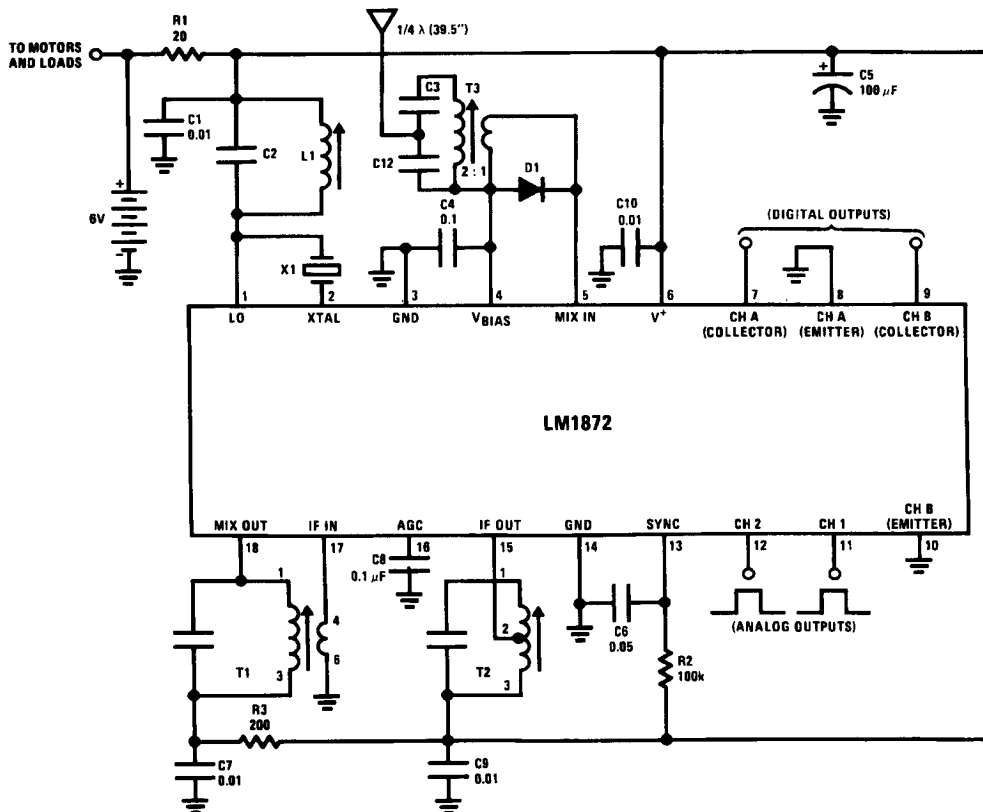 R1
20
TO MOTORS
AND LOADS
1/4 λ (39.5")
C1
0.01
C2
L1
C3
T3
C12
2 : 1
D1
C4
0.1
C10
0.01
C5
100 μF
+
+
6V
-
X1
(DIGITAL OUTPUTS)
1
2
3
4
5
6
7
8
9
LO
XTAL
GND
VBIAS
MIX IN
V+
CH A
(COLLECTOR)
CH A
(EMITTER)
CH B
(COLLECTOR)
LM1872
MIX OUT
IF IN
AGC
IF OUT
GND
SYNC
CH 2
CH 1
CH B
(EMITTER)
18
17
16
15
14
13
12
11
10
C8
0.1 μF
1
4
6
3
T1
1
2
3
T2
C6
0.05
R2
100k
(ANALOG OUTPUTS)
R3
200
C7
0.01
C9
0.01